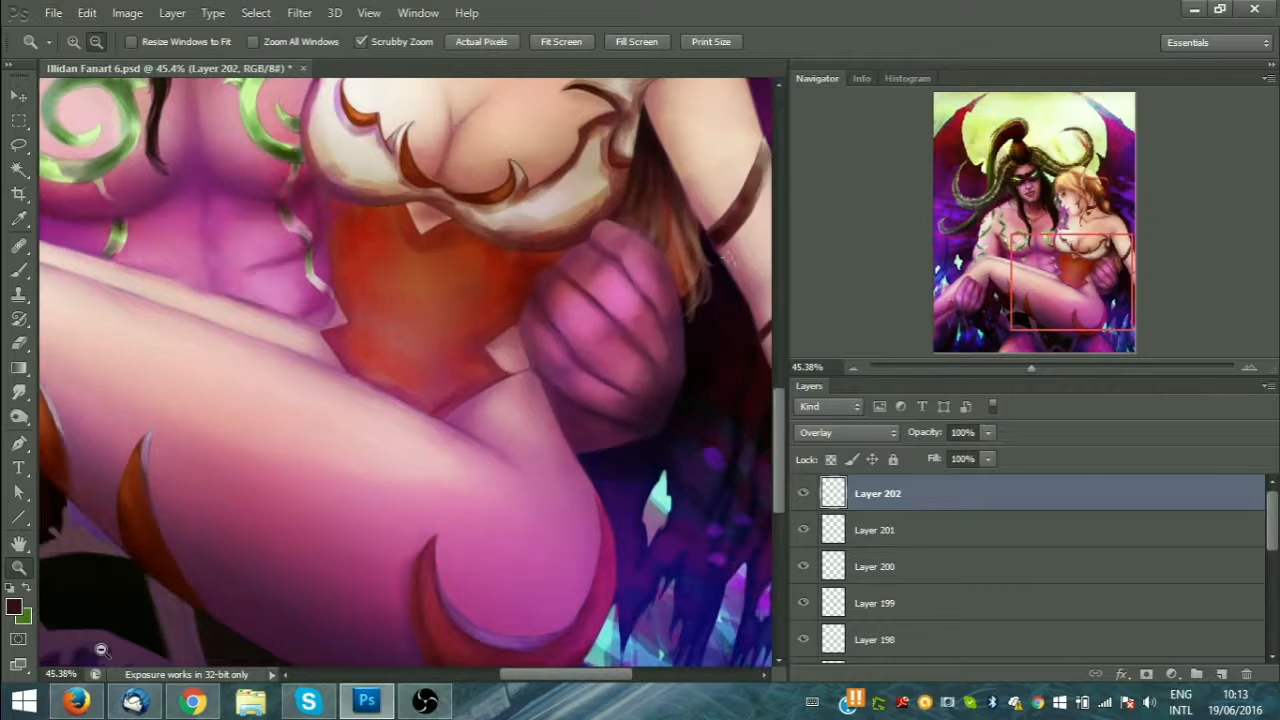 Ps File Edit Image Layer Type Select Filter 3D View Window Help
Resize Windows to Fit Zoom All Windows Scrubby Zoom Actual Pixels Fit Screen Fill Screen Print Size Essentials
Illidan Fanart 6.psd @ 45.4% (Layer 202, RGB/8#) * ×
Navigator Info Histogram
45.38%
Layers
Kind
Overlay Opacity: 100%
Lock: Fill: 100%
Layer 202
Layer 201
Layer 200
Layer 199
Layer 198
45.38% Exposure works in 32-bit only
Ps
ENG 10:13
INTL 19/06/2016